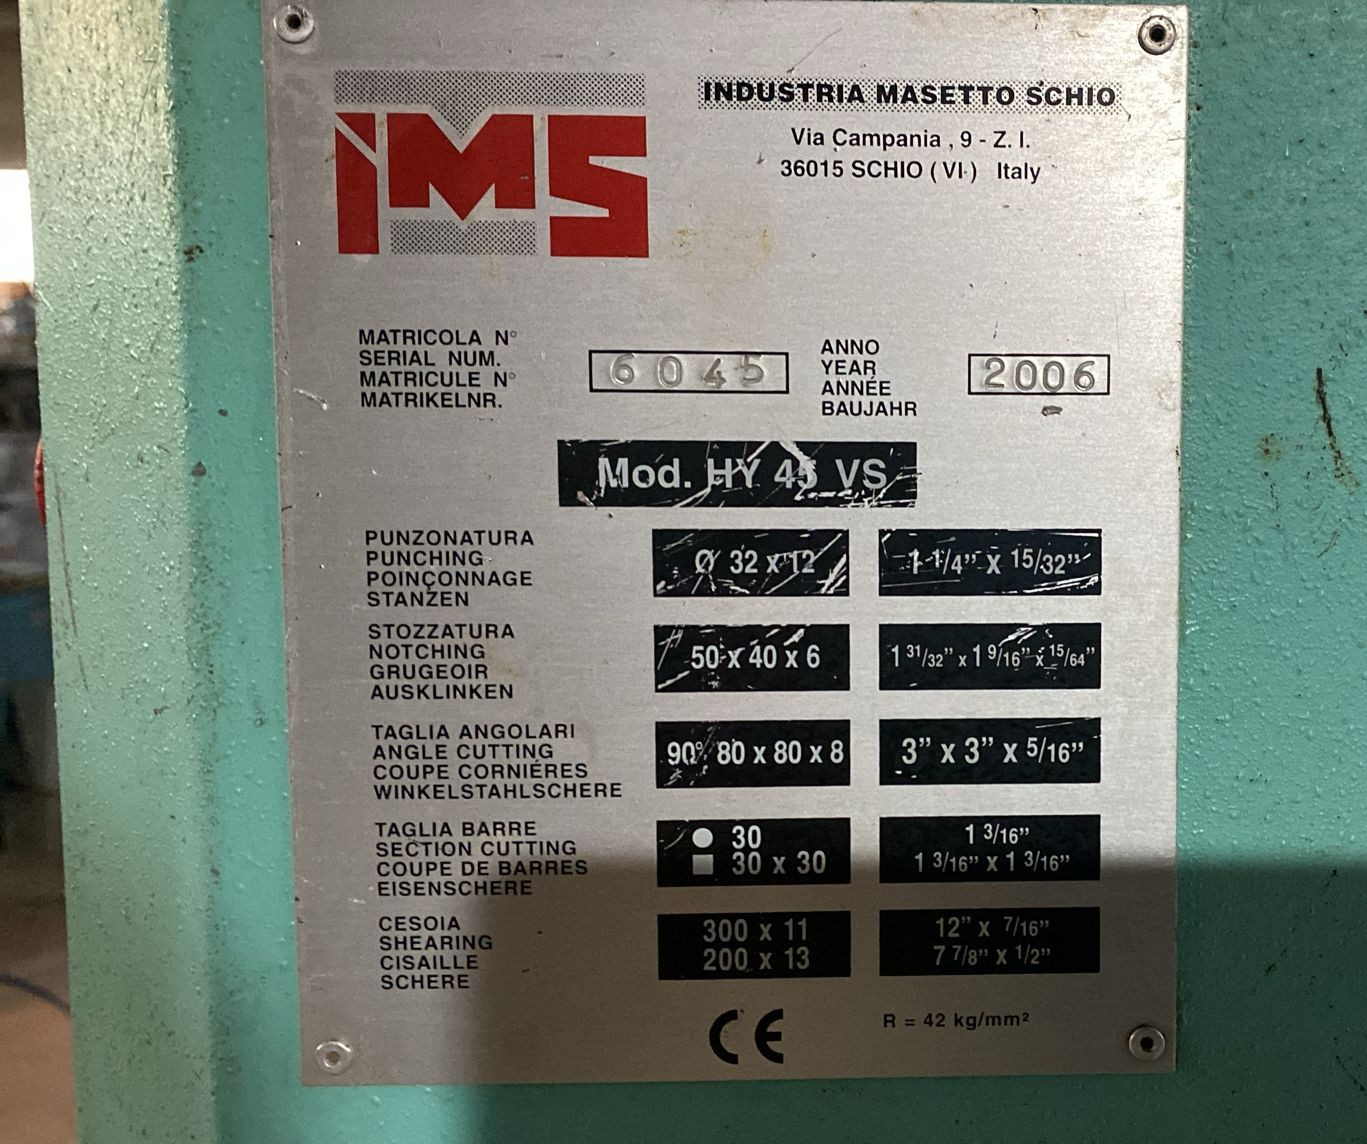 iMS
INDUSTRIA MASETTO SCHIO
Via Campania , 9 - Z. I.
36015 SCHIO ( VI ) Italy
MATRICOLA N°
SERIAL NUM.
MATRICULE N°
MATRIKELNR.
6045
ANNO
YEAR
ANNÉE
BAUJAHR
2006
Mod. HY 45 VS
PUNZONATURA
PUNCHING
POINÇONNAGE
STANZEN
Ø 32 x 12
1 1/4” X 15/32”
STOZZATURA
NOTCHING
GRUGEOIR
AUSKLINKEN
50 x 40 x 6
1 31/32” x 1 9/16” x 15/64”
TAGLIA ANGOLARI
ANGLE CUTTING
COUPE CORNIÉRES
WINKELSTAHLSCHERE
90° 80 x 80 x 8
3” X 3” X 5/16”
TAGLIA BARRE
SECTION CUTTING
COUPE DE BARRES
EISENSCHERE
● 30
■ 30 x 30
1 3/16”
1 3/16” X 1 3/16”
CESOIA
SHEARING
CISAILLE
SCHERE
300 x 11
200 x 13
12” X 7/16”
7 7/8” X 1/2”
CE
R = 42 kg/mm²